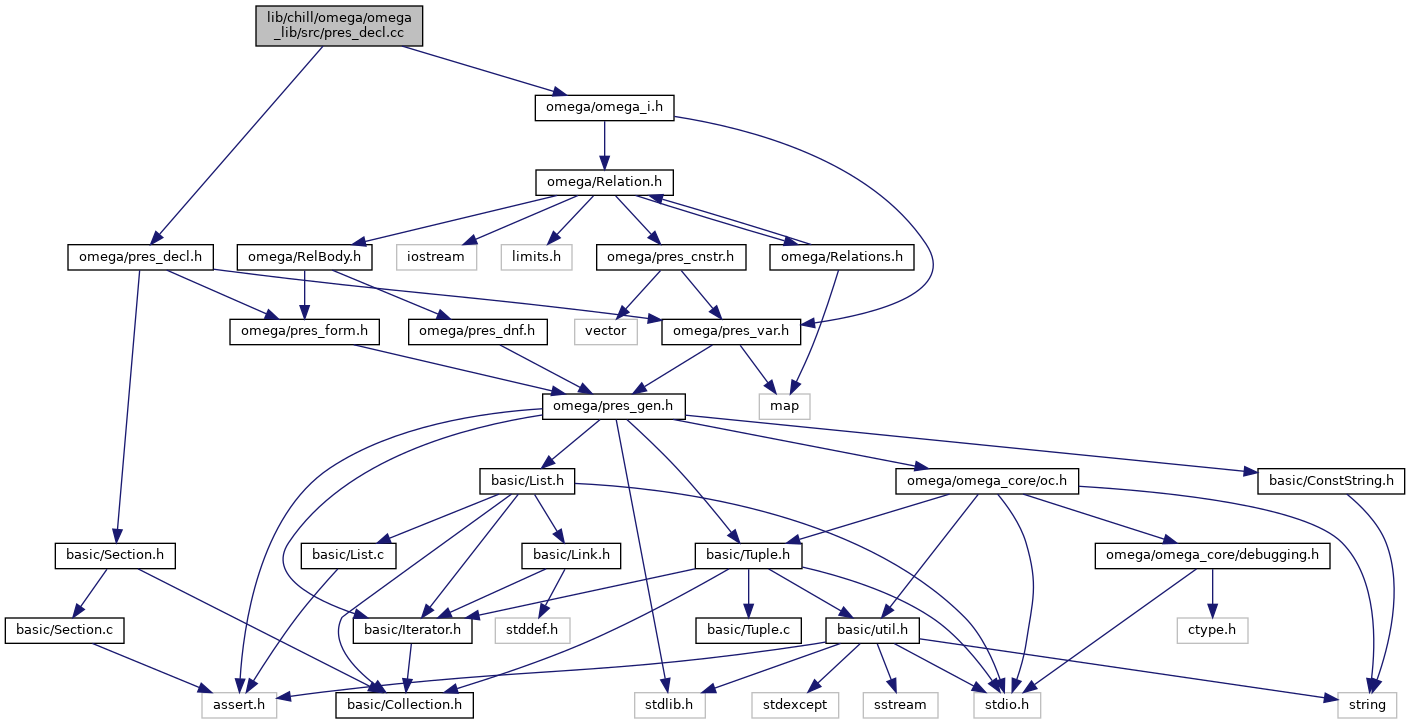 lib/chill/omega/omega
_lib/src/pres_decl.cc
omega/omega_i.h
omega/Relation.h
omega/pres_decl.h
omega/RelBody.h
iostream
limits.h
omega/pres_cnstr.h
omega/Relations.h
omega/pres_form.h
omega/pres_dnf.h
vector
omega/pres_var.h
omega/pres_gen.h
map
basic/List.h
omega/omega_core/oc.h
basic/ConstString.h
basic/Section.h
basic/List.c
basic/Link.h
basic/Tuple.h
omega/omega_core/debugging.h
basic/Section.c
basic/Iterator.h
stddef.h
basic/Tuple.c
basic/util.h
ctype.h
assert.h
basic/Collection.h
stdlib.h
stdexcept
sstream
stdio.h
string